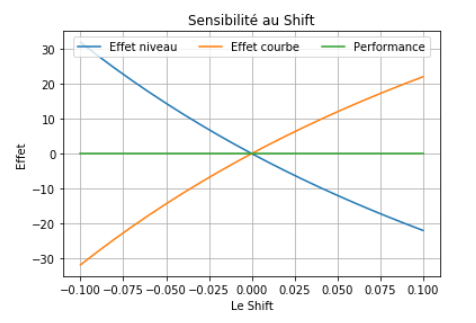 Sensibilité au Shift
Effet niveau Effet courbe Performance
30
20
10
0
−10
−20
−30
Effet
−0.100 −0.075 −0.050 −0.025 0.000 0.025 0.050 0.075 0.100
Le Shift